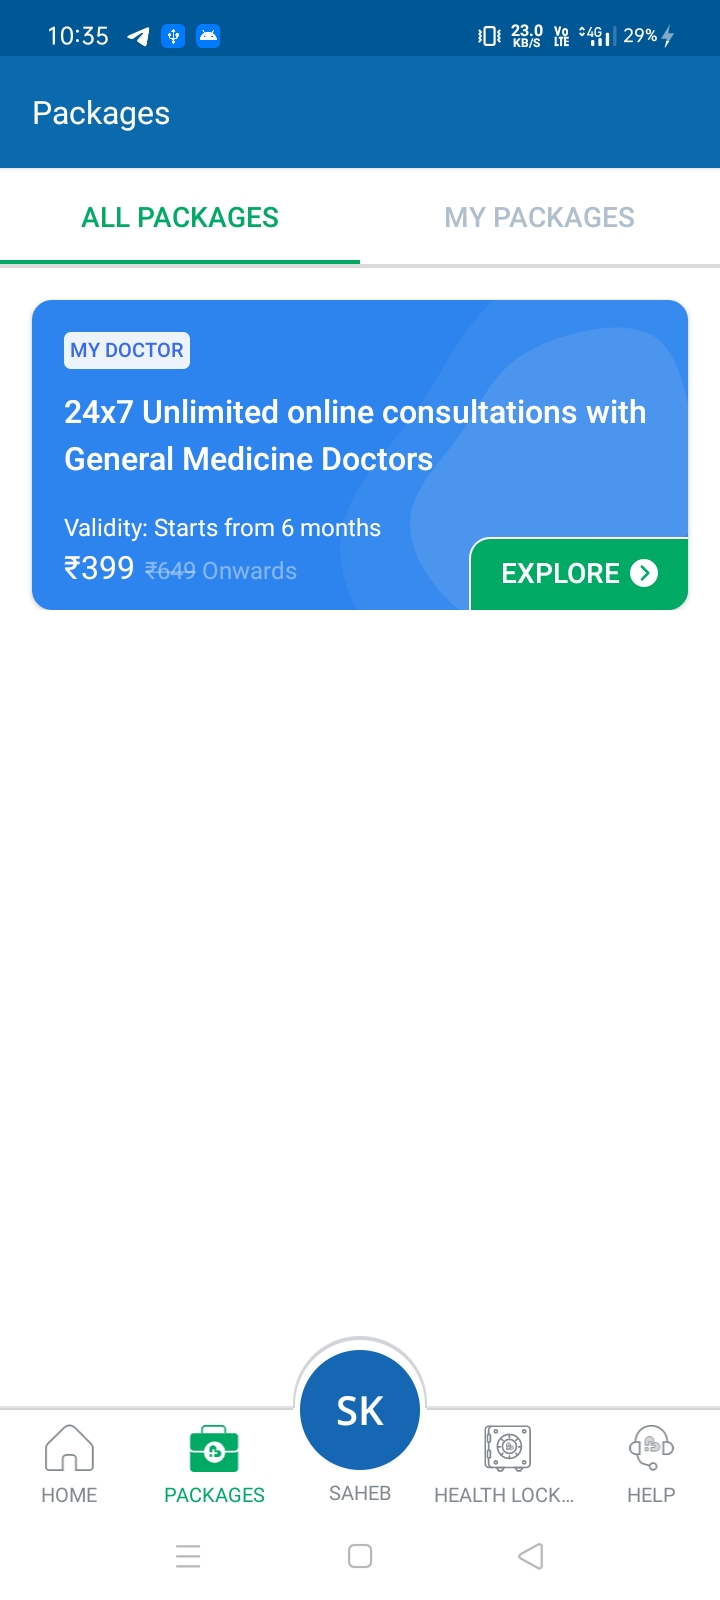 10:35 23.0 KB/S Vo LTE 4G 29%
Packages
ALL PACKAGES MY PACKAGES
MY DOCTOR
24x7 Unlimited online consultations with
General Medicine Doctors
Validity: Starts from 6 months
₹399 ₹649 Onwards
EXPLORE
SK
HOME PACKAGES SAHEB HEALTH LOCK... HELP